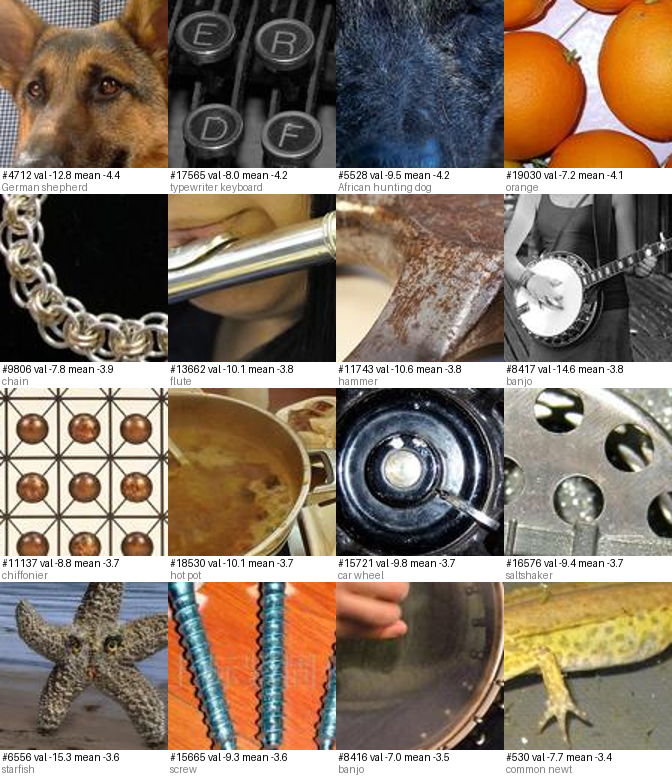 E R
D F
#4712 val -12.8 mean -4.4
German shepherd
#17565 val -8.0 mean -4.2
typewriter keyboard
#5528 val -9.5 mean -4.2
African hunting dog
#19030 val -7.2 mean -4.1
orange
#9806 val -7.8 mean -3.9
chain
#13662 val -10.1 mean -3.8
flute
#11743 val -10.6 mean -3.8
hammer
#8417 val -14.6 mean -3.8
banjo
#11137 val -8.8 mean -3.7
chiffonier
#18530 val -10.1 mean -3.7
hot pot
#15721 val -9.8 mean -3.7
car wheel
#16576 val -9.4 mean -3.7
saltshaker
#6556 val -15.3 mean -3.6
starfish
#15665 val -9.3 mean -3.6
screw
#8416 val -7.0 mean -3.5
banjo
#530 val -7.7 mean -3.4
common newt